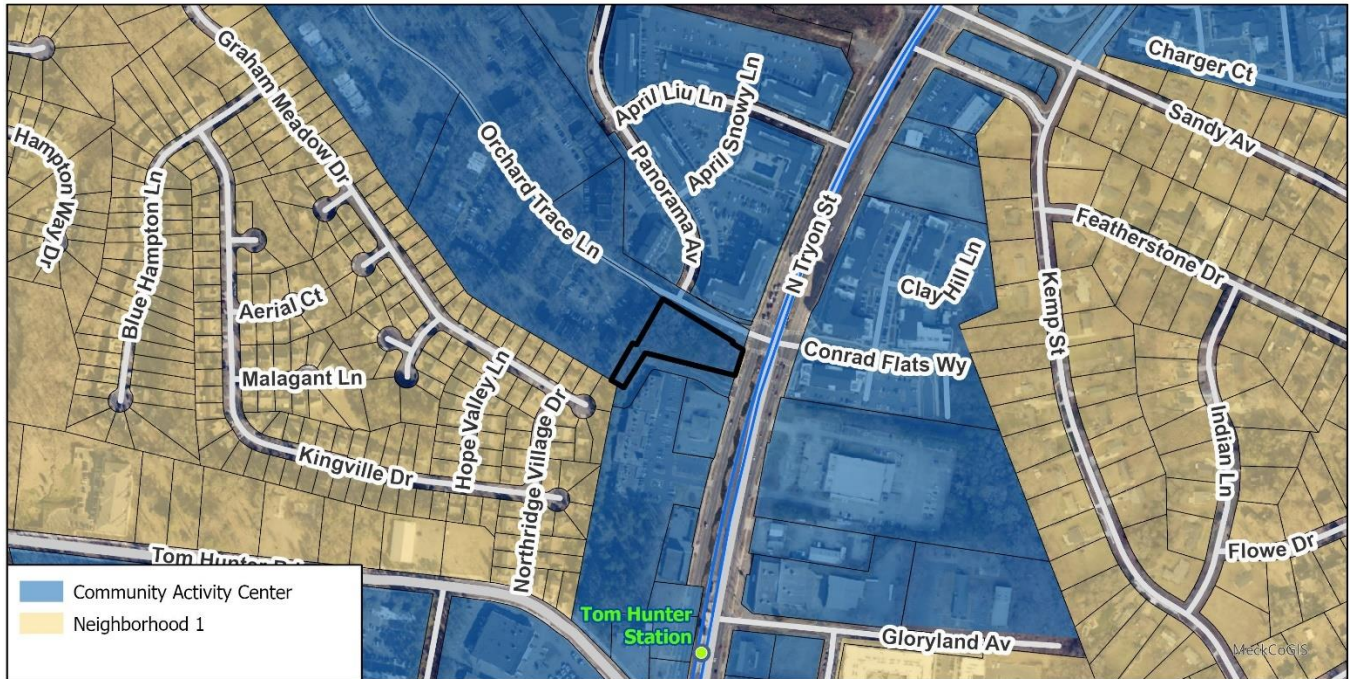 Graham Meadow Dr
Hampton Way Dr
Blue Hampton Ln
Aerial Ct
Malagant Ln
Kingville Dr
Hope Valley Ln
Northridge Village Dr
Tom Hunter
Orchard Trace Ln
April Liu Ln
April Snowy Ln
Panorama Av
N Tryon St
Clay Hill Ln
Conrad Flats Wy
Charger Ct
Sandy Av
Featherstone Dr
Kemp St
Indian Ln
Flowe Dr
Gloryland Av
Tom Hunter
Station
Community Activity Center
Neighborhood 1
MeckCoGIS